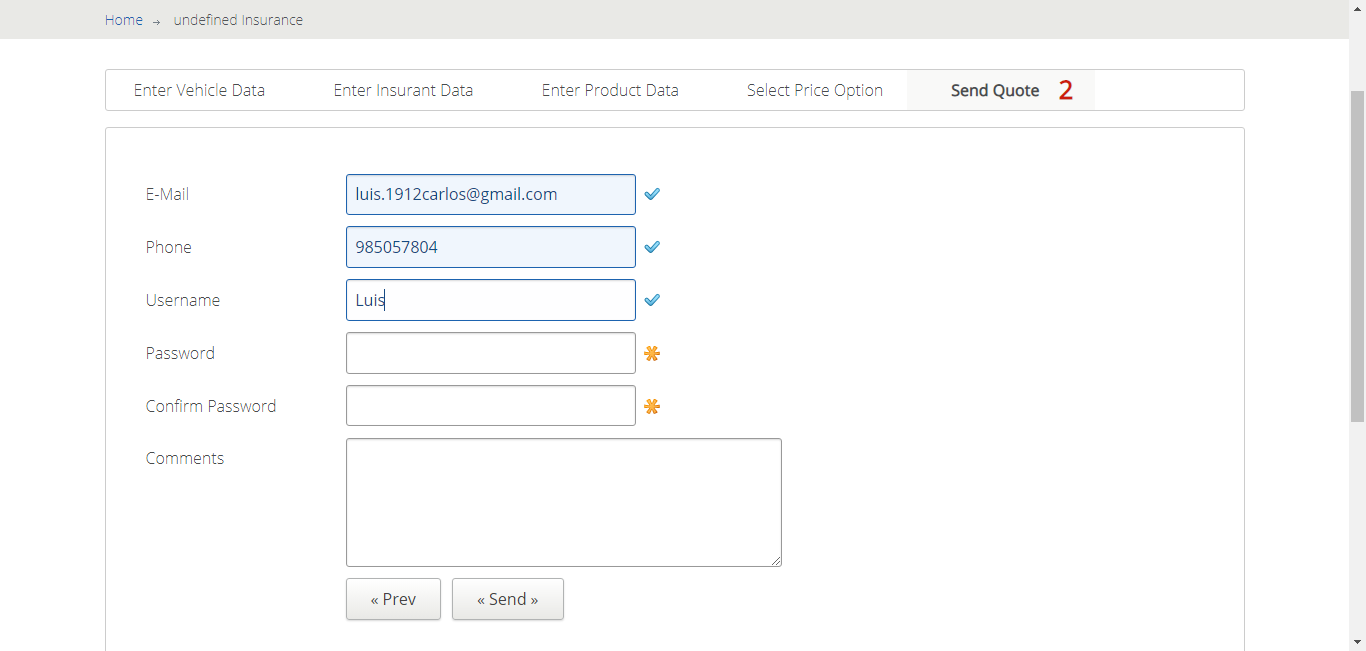 Home → undefined Insurance
Enter Vehicle Data Enter Insurant Data Enter Product Data Select Price Option Send Quote 2
E-Mail luis.1912carlos@gmail.com
Phone 985057804
Username Luis
Password
Confirm Password
Comments
« Prev « Send »